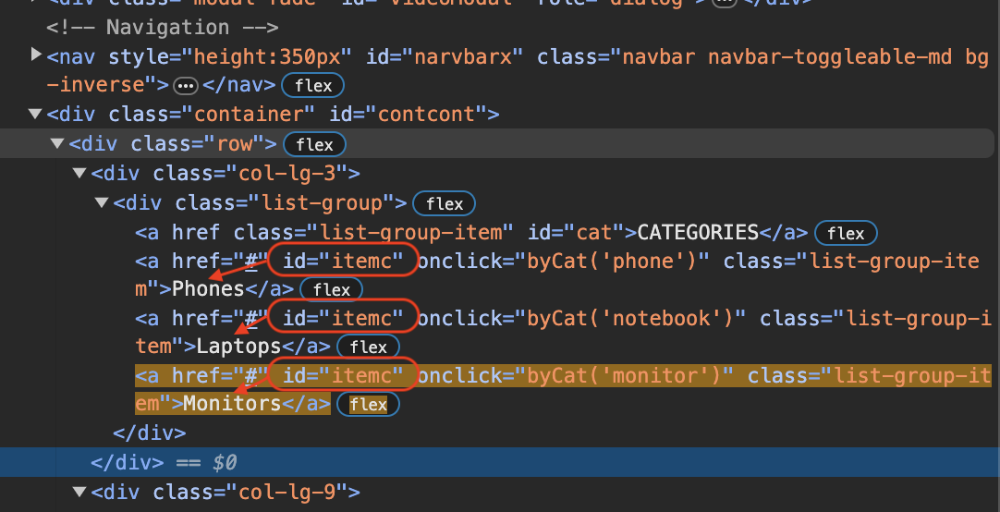 <div class="modal fade" id="videoModal" role="dialog">…</div>
<!-- Navigation -->
<nav style="height:350px" id="narvbarx" class="navbar navbar-toggleable-md bg
-inverse">…</nav> flex
<div class="container" id="contcont">
<div class="row"> flex
<div class="col-lg-3">
<div class="list-group"> flex
<a href class="list-group-item" id="cat">CATEGORIES</a> flex
<a href="#" id="itemc" onclick="byCat('phone')" class="list-group-ite
m">Phones</a> flex
<a href="#" id="itemc" onclick="byCat('notebook')" class="list-group-i
tem">Laptops</a> flex
<a href="#" id="itemc" onclick="byCat('monitor')" class="list-group-it
em">Monitors</a> flex
</div>
</div> == $0
<div class="col-lg-9">